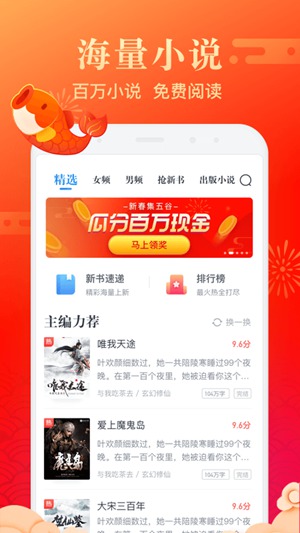 海量小说
百万小说 免费阅读
精选 女频 男频 抢新书 出版小说
新春集五谷
瓜分百万现金
马上领奖
新书速递 排行榜
精彩海量上新 最火热全打尽
主编力荐 换一换
热
唯我天途
唯我天途 9.6分
叶欢颜细数过，她一共陪陵寒睡过99个夜
晚。在第一百个夜里，她被迫看你这个...
与我吃茶去 / 玄幻修仙 104万字 完结
热
魔鬼岛
爱上魔鬼岛 9.6分
叶欢颜细数过，她一共陪陵寒睡过99个夜
晚。在第一百个夜里，她被迫看你这个...
与我吃茶去 / 玄幻修仙 104万字 完结
热
大宋三百年 9.6分
叶欢颜细数过，她一共陪陵寒睡过99个夜